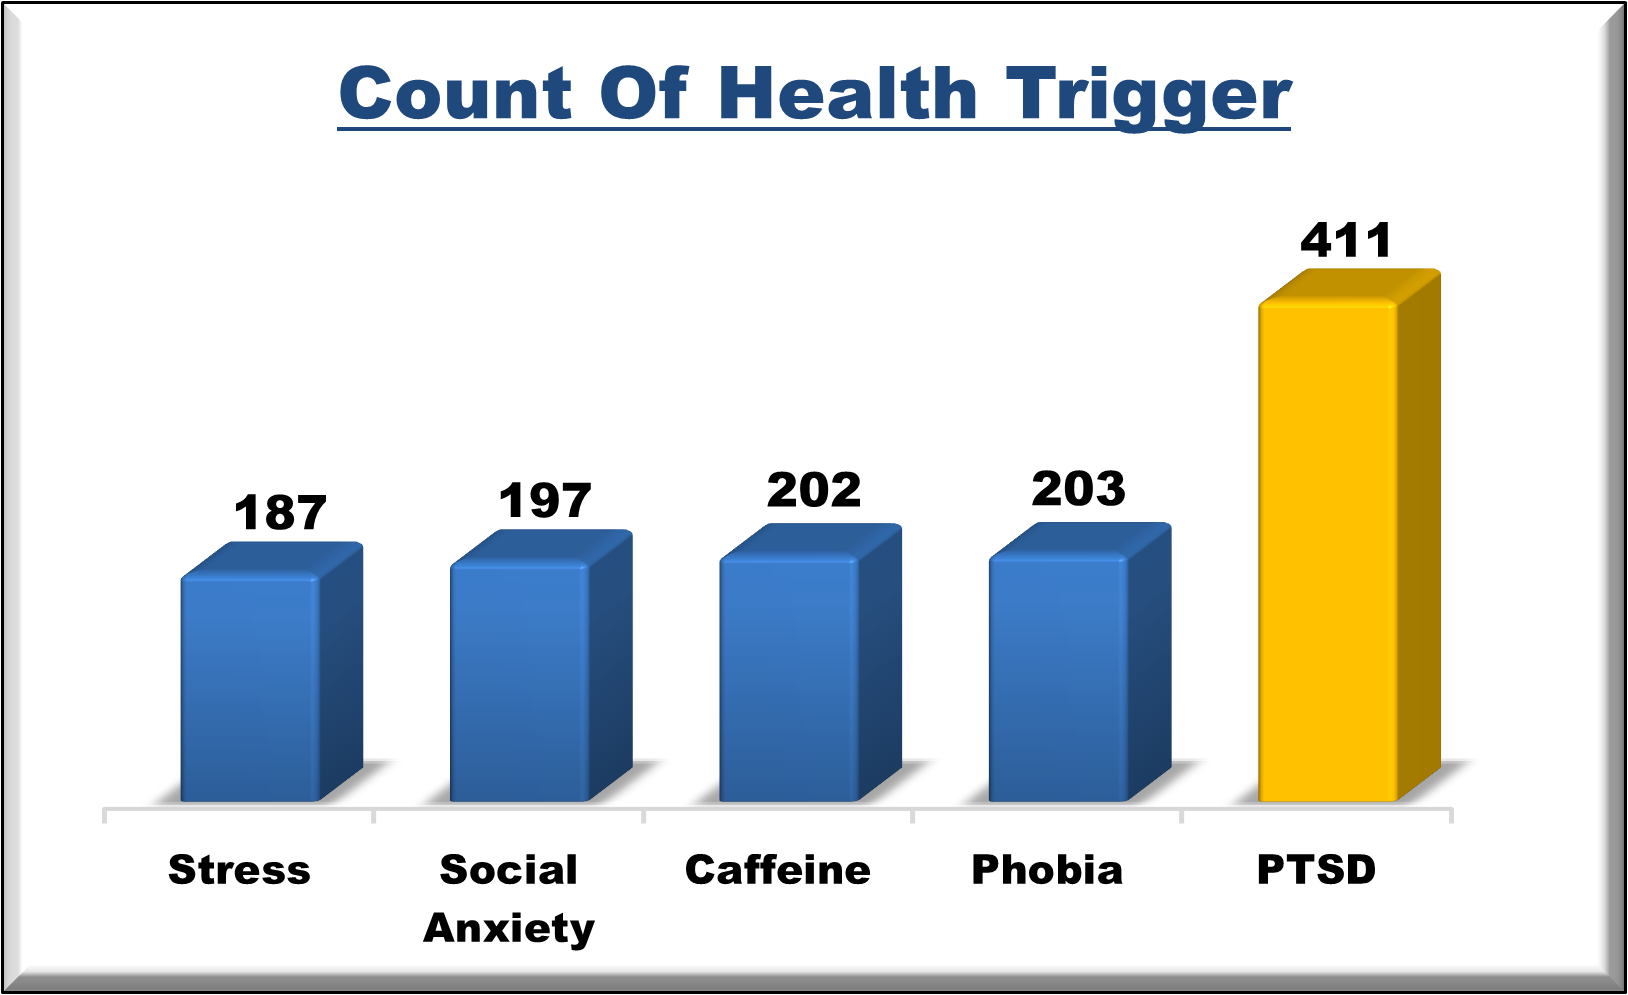 Count Of Health Trigger
411
187
197
202
203
Stress
Social
Anxiety
Caffeine
Phobia
PTSD